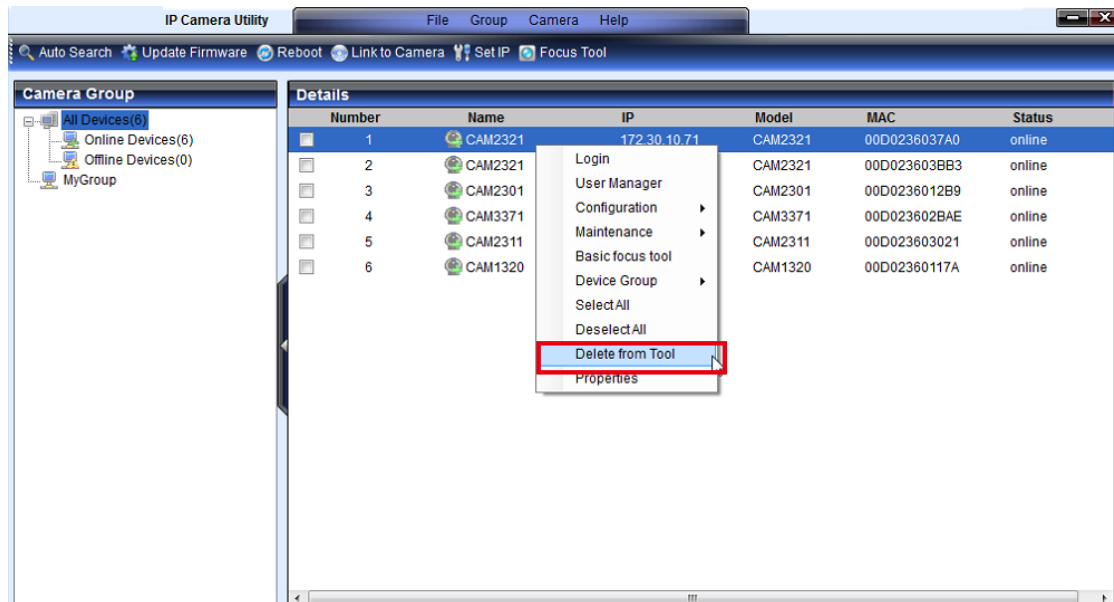 IP Camera Utility File Group Camera Help
Auto Search Update Firmware Reboot Link to Camera Set IP Focus Tool
Camera Group
All Devices(6)
Online Devices(6)
Offline Devices(0)
MyGroup
Details
Number Name IP Model MAC Status
1 CAM2321 172.30.10.71 CAM2321 00D0236037A0 online
2 CAM2321 CAM2321 00D023603BB3 online
3 CAM2301 CAM2301 00D0236012B9 online
4 CAM3371 CAM3371 00D023602BAE online
5 CAM2311 CAM2311 00D023603021 online
6 CAM1320 CAM1320 00D02360117A online
Login
User Manager
Configuration
Maintenance
Basic focus tool
Device Group
Select All
Deselect All
Delete from Tool
Properties